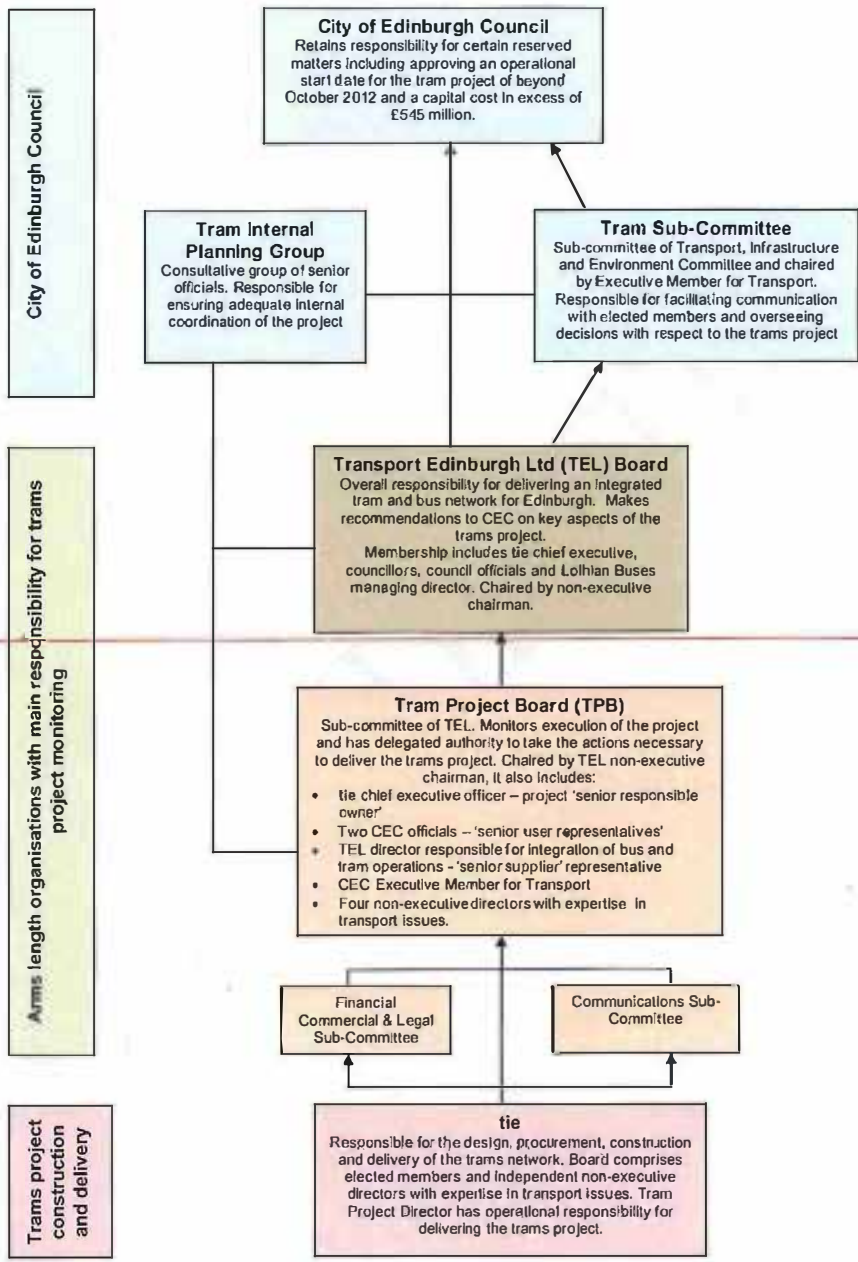 City of Edinburgh Council
City of Edinburgh Council
Retains responsibility for certain reserved
matters including approving an operational
start date for the tram project of beyond
October 2012 and a capital cost in excess of
£545 million.
Tram Internal
Planning Group
Consultative group of senior
officials. Responsible for
ensuring adequate internal
coordination of the project
Tram Sub-Committee
Sub-committee of Transport, Infrastructure
and Environment Committee and chaired
by Executive Member for Transport.
Responsible for facilitating communication
with elected members and overseeing
decisions with respect to the trams project
Arms length organisations with main responsibility for trams
project monitoring
Transport Edinburgh Ltd (TEL) Board
Overall responsibility for delivering an integrated
tram and bus network for Edinburgh. Makes
recommendations to CEC on key aspects of the
trams project.
Membership includes tie chief executive,
councillors, council officials and Lothian Buses
managing director. Chaired by non-executive
chairman.
Tram Project Board (TPB)
Sub-committee of TEL. Monitors execution of the project
and has delegated authority to take the actions necessary
to deliver the trams project. Chaired by TEL non-executive
chairman, it also includes:
• tie chief executive officer – project 'senior responsible
owner'
• Two CEC officials – 'senior user representatives'
• TEL director responsible for integration of bus and
tram operations - 'senior supplier' representative
• CEC Executive Member for Transport
• Four non-executive directors with expertise in
transport issues.
Financial
Commercial & Legal
Sub-Committee
Communications Sub-
Committee
Trams project
construction
and delivery
tie
Responsible for the design, procurement, construction
and delivery of the trams network. Board comprises
elected members and independent non-executive
directors with expertise in transport issues. Tram
Project Director has operational responsibility for
delivering the trams project.